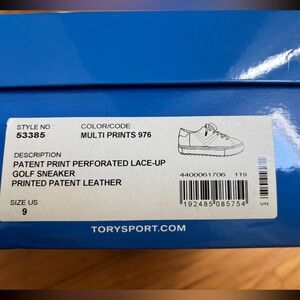 STYLE NO
53385
COLOR/CODE
MULTI PRINTS 976
DESCRIPTION
PATENT PRINT PERFORATED LACE-UP
GOLF SNEAKER
PRINTED PATENT LEATHER
4400061706 119
192485085754
VN
SIZE US
9
TORYSPORT.COM